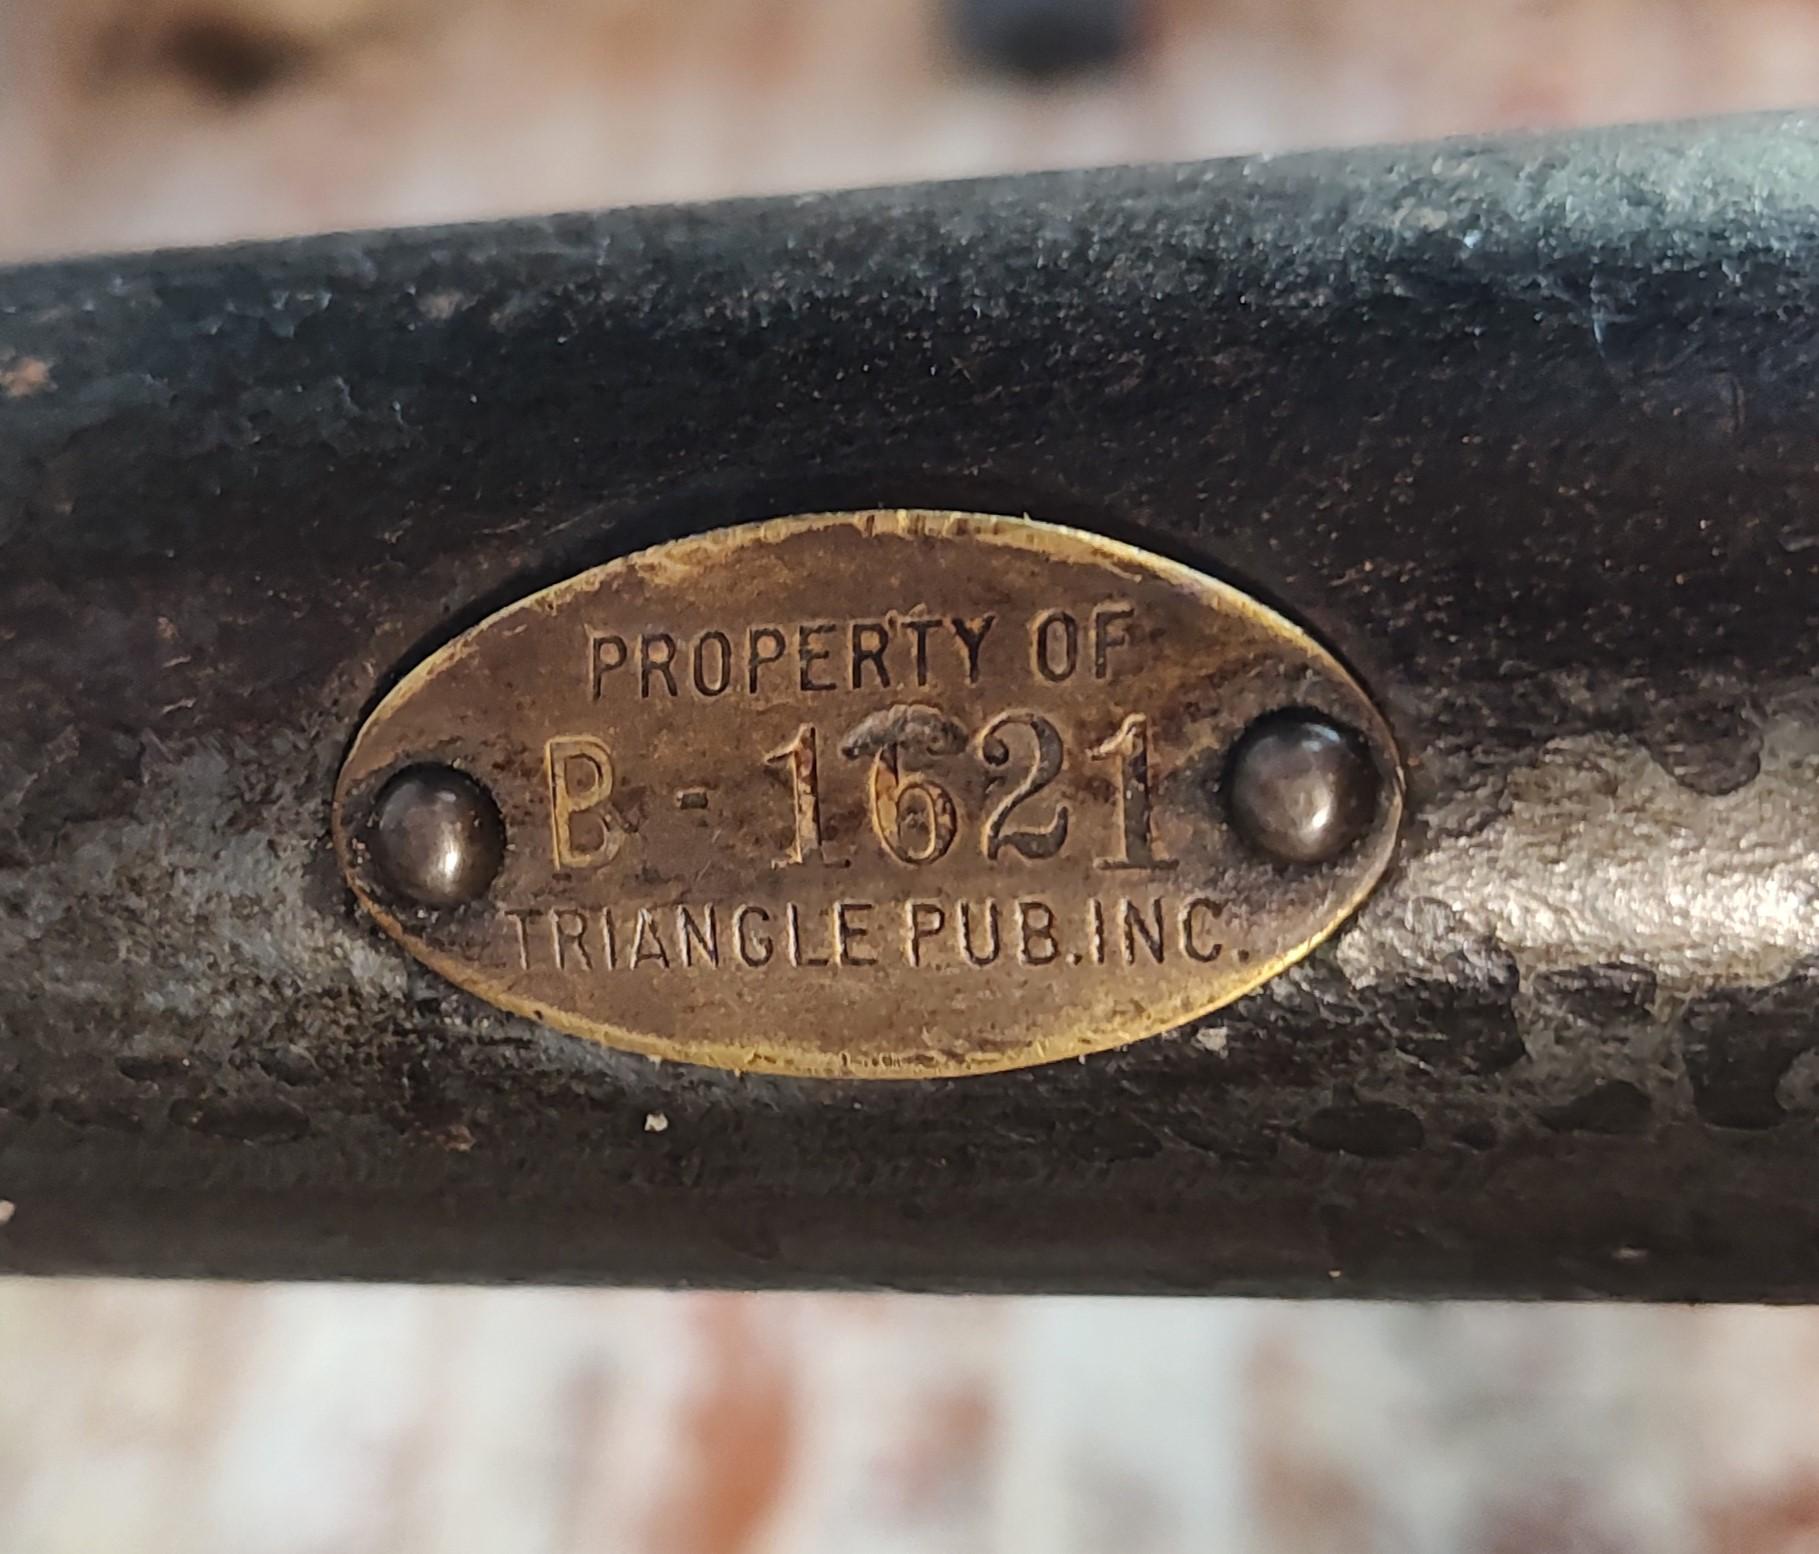 PROPERTY OF
B - 1621
TRIANGLE PUB.INC.